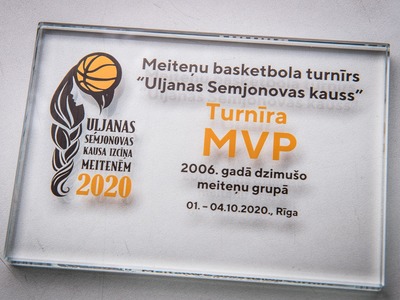 ULJANAS
SEMJONOVAS
KAUSA IZCĪŅA
MEITENĒM
2020
Meiteņu basketbola turnīrs
“Uljanas Semjonovas kauss”
Turnīra
MVP
2006. gadā dzimušo
meiteņu grupā
01. – 04.10.2020., Rīga